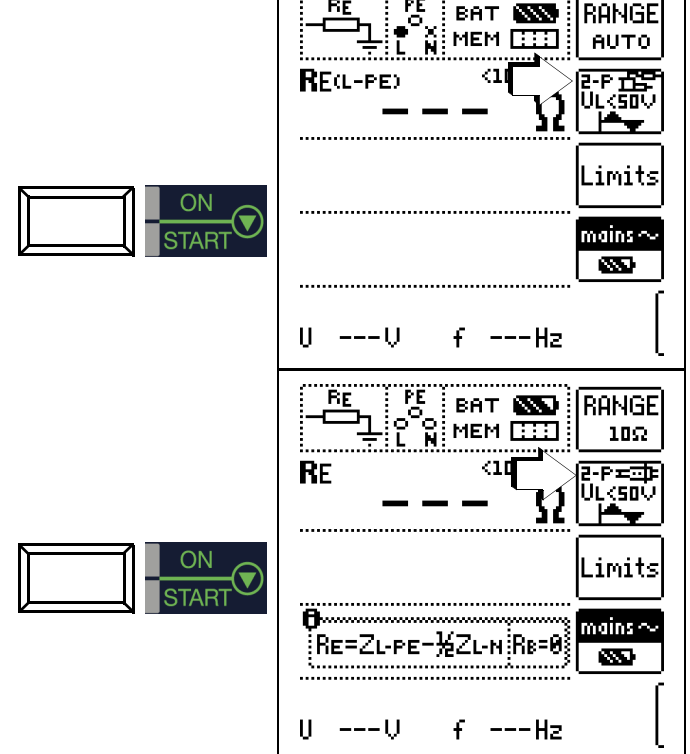 RE PE BAT RANGE
L N MEM AUTO
RE(L-PE) 2-P
Ω UL<50V
--- 
Limits
ON
START
mains~
U ---V f ---Hz
RE PE BAT RANGE
L N MEM 10Ω
RE 2-P
--- Ω UL<50V
Limits
ON
START
RE=ZL-PE-½ZL-N RB=0 mains~
U ---V f ---Hz